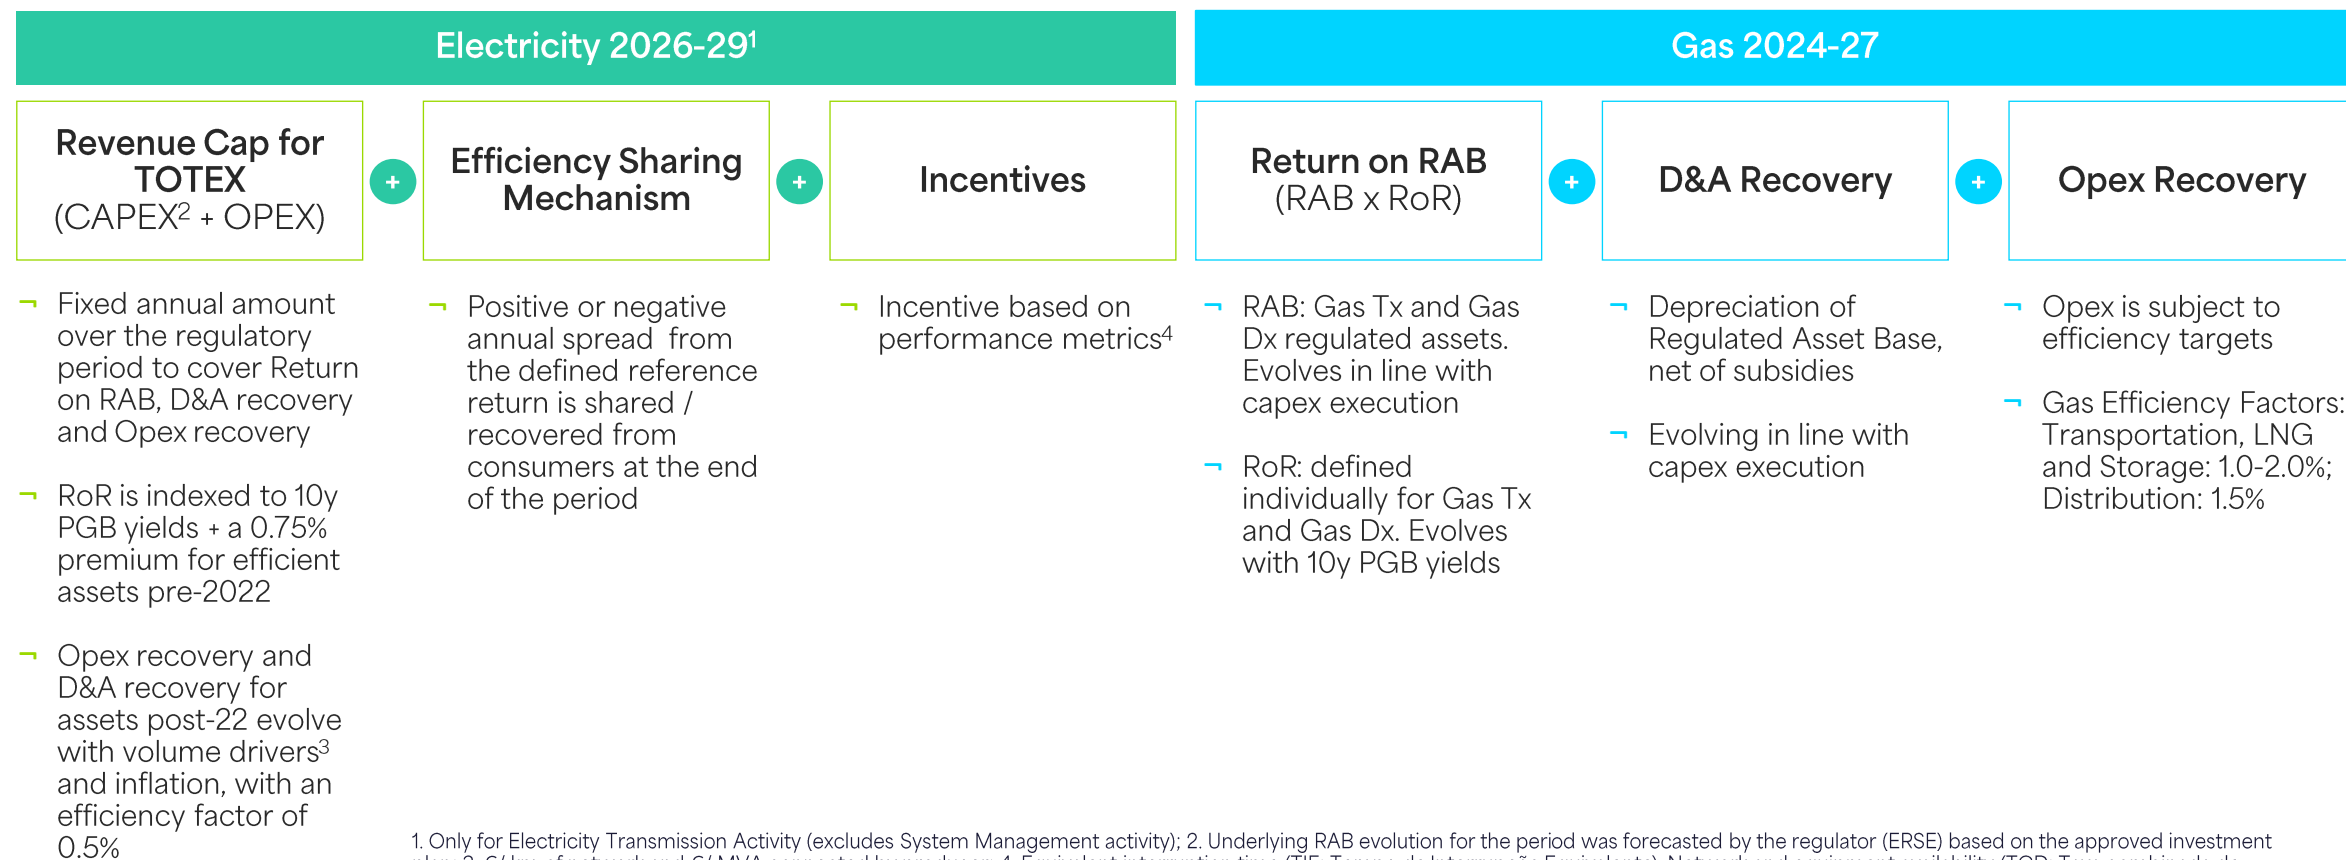 Electricity 2026-29¹
Revenue Cap for
TOTEX
(CAPEX² + OPEX)
+
Efficiency Sharing
Mechanism
+
Incentives
¬ Fixed annual amount
over the regulatory
period to cover Return
on RAB, D&A recovery
and Opex recovery
¬ RoR is indexed to 10y
PGB yields + a 0.75%
premium for efficient
assets pre-2022
¬ Opex recovery and
D&A recovery for
assets post-22 evolve
with volume drivers³
and inflation, with an
efficiency factor of
0.5%
¬ Positive or negative
annual spread from
the defined reference
return is shared /
recovered from
consumers at the end
of the period
¬ Incentive based on
performance metrics⁴
Gas 2024-27
Return on RAB
(RAB x RoR)
+
D&A Recovery
+
Opex Recovery
¬ RAB: Gas Tx and Gas
Dx regulated assets.
Evolves in line with
capex execution
¬ RoR: defined
individually for Gas Tx
and Gas Dx. Evolves
with 10y PGB yields
¬ Depreciation of
Regulated Asset Base,
net of subsidies
¬ Evolving in line with
capex execution
¬ Opex is subject to
efficiency targets
¬ Gas Efficiency Factors:
Transportation, LNG
and Storage: 1.0-2.0%;
Distribution: 1.5%
1. Only for Electricity Transmission Activity (excludes System Management activity); 2. Underlying RAB evolution for the period was forecasted by the regulator (ERSE) based on the approved investment